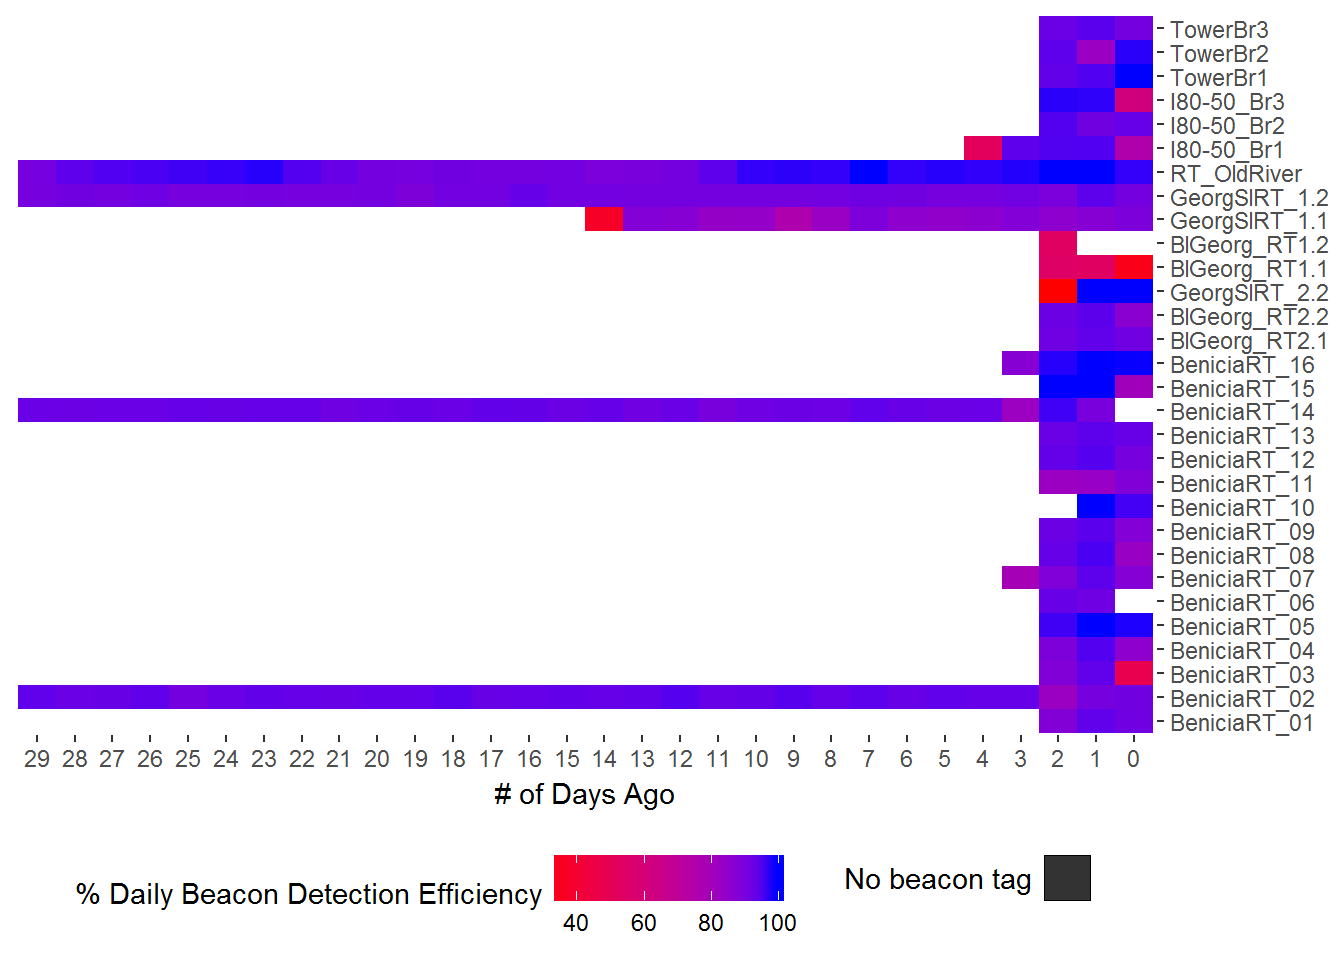 TowerBr3
TowerBr2
TowerBr1
I80-50_Br3
I80-50_Br2
I80-50_Br1
RT_OldRiver
GeorgSlRT_1.2
GeorgSlRT_1.1
BlGeorg_RT1.2
BlGeorg_RT1.1
GeorgSlRT_2.2
BlGeorg_RT2.2
BlGeorg_RT2.1
BeniciaRT_16
BeniciaRT_15
BeniciaRT_14
BeniciaRT_13
BeniciaRT_12
BeniciaRT_11
BeniciaRT_10
BeniciaRT_09
BeniciaRT_08
BeniciaRT_07
BeniciaRT_06
BeniciaRT_05
BeniciaRT_04
BeniciaRT_03
BeniciaRT_02
BeniciaRT_01
29 28 27 26 25 24 23 22 21 20 19 18 17 16 15 14 13 12 11 10 9 8 7 6 5 4 3 2 1 0
# of Days Ago
% Daily Beacon Detection Efficiency
40 60 80 100
No beacon tag